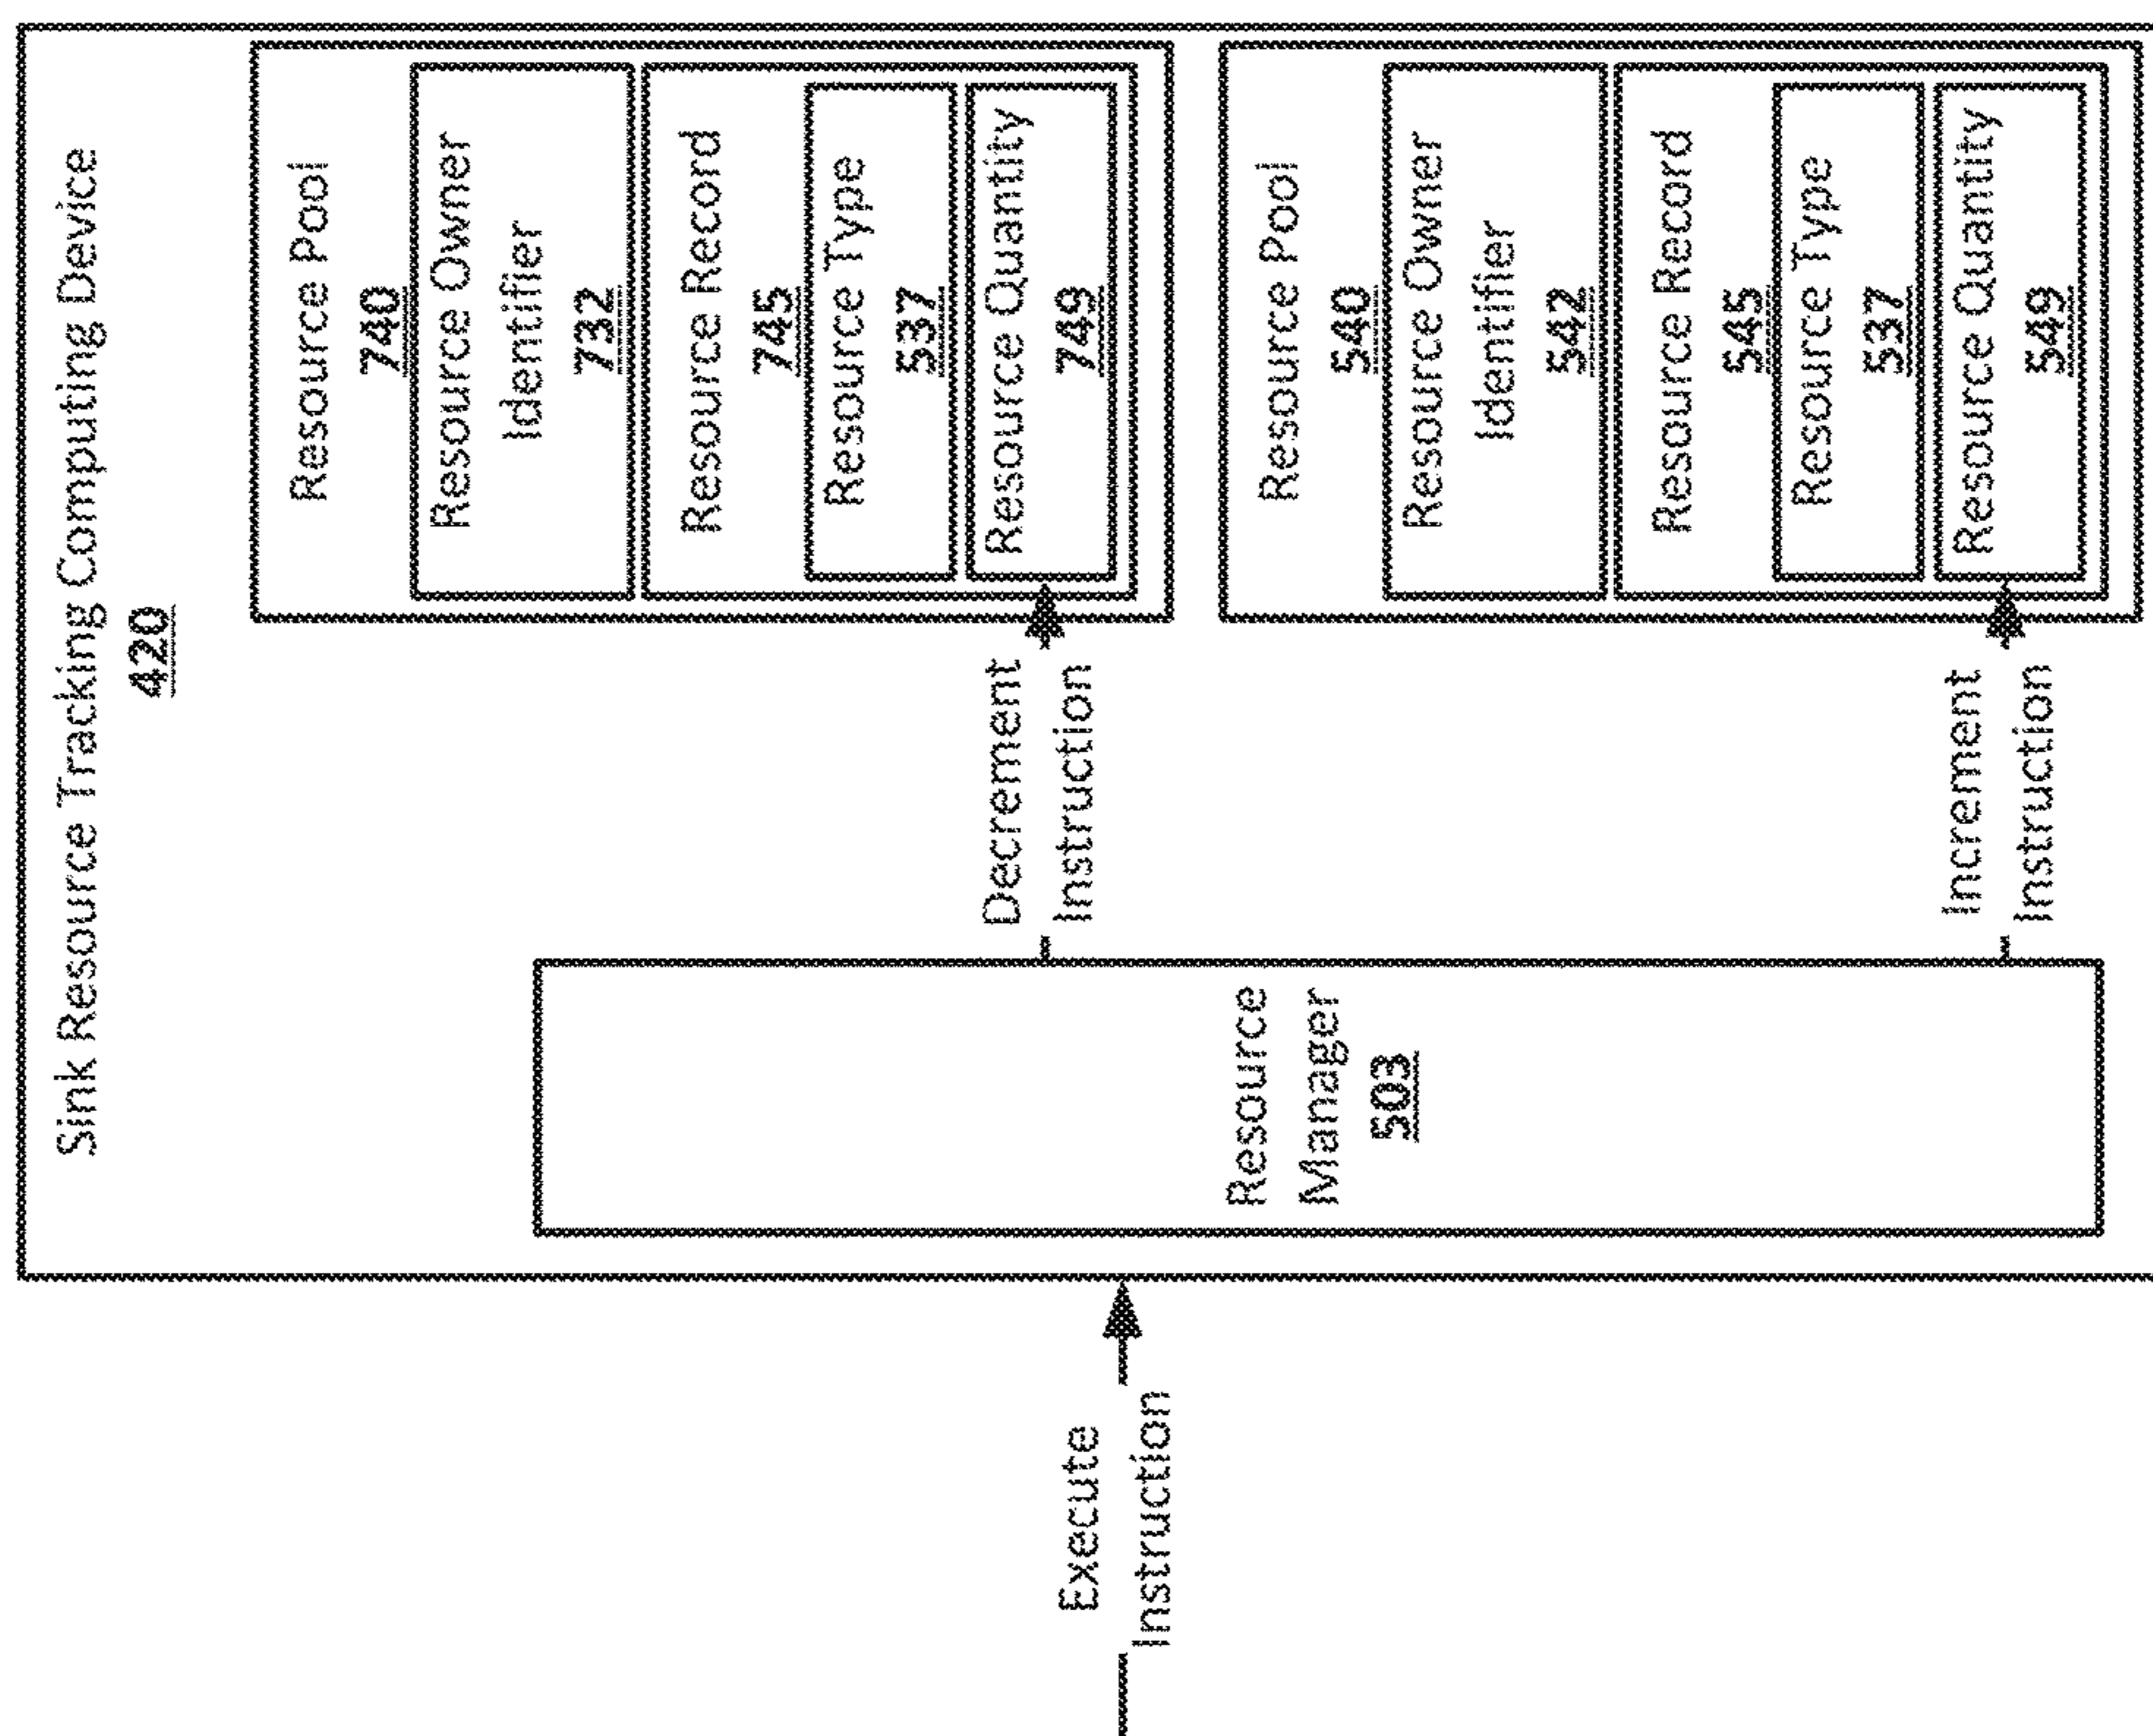 Sink Resource Tracking Computing Device
420
Execute
Instruction
Resource
Manager
503
Decrement
Instruction
Resource Pool
740
Resource Owner
Identifier
732
Resource Record
745
Resource Type
537
Resource Quantity
749
Increment
Instruction
Resource Pool
540
Resource Owner
Identifier
542
Resource Record
545
Resource Type
537
Resource Quantity
549